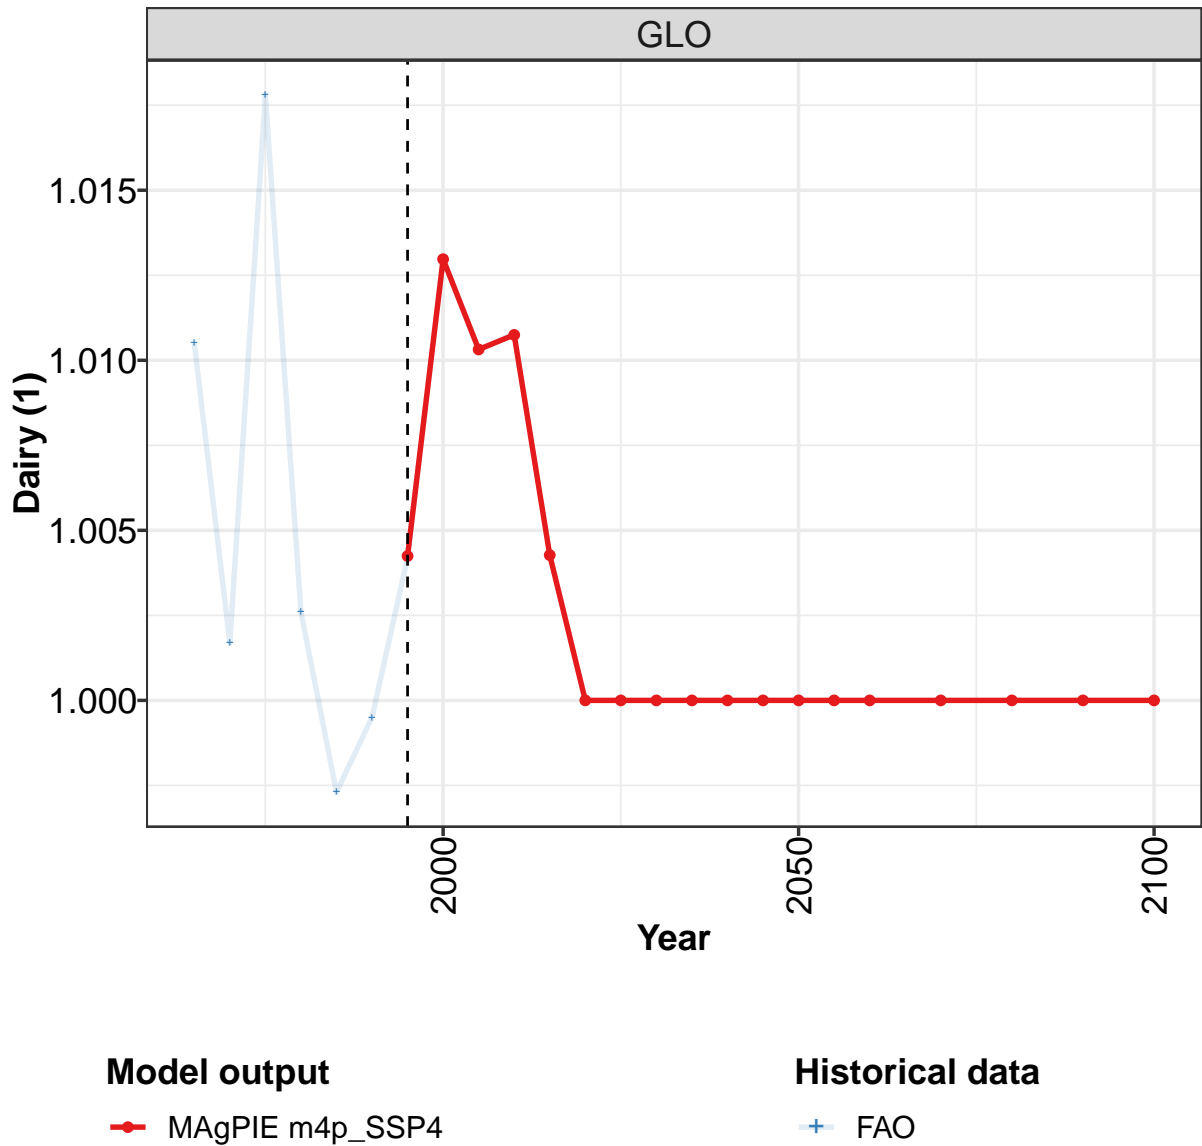 GLO
Dairy (1)
1.015
1.010
1.005
1.000
2000
2050
2100
Year
Model output
MAgPIE m4p_SSP4
Historical data
FAO